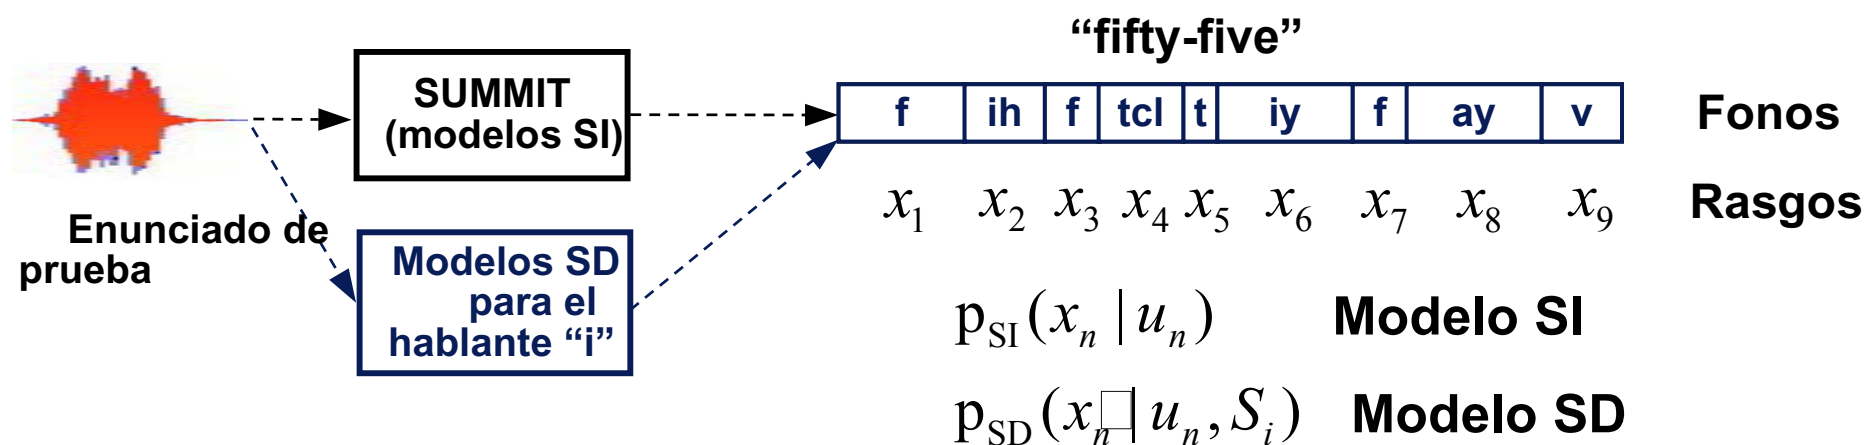 “fifty-five”
SUMMIT
(modelos SI)
f ih f tcl t iy f ay v Fonos
x1 x2 x3 x4 x5 x6 x7 x8 x9 Rasgos
Enunciado de
prueba
Modelos SD
para el
hablante “i”
pSI(xn | un) Modelo SI
pSD(xn□| un, Si) Modelo SD